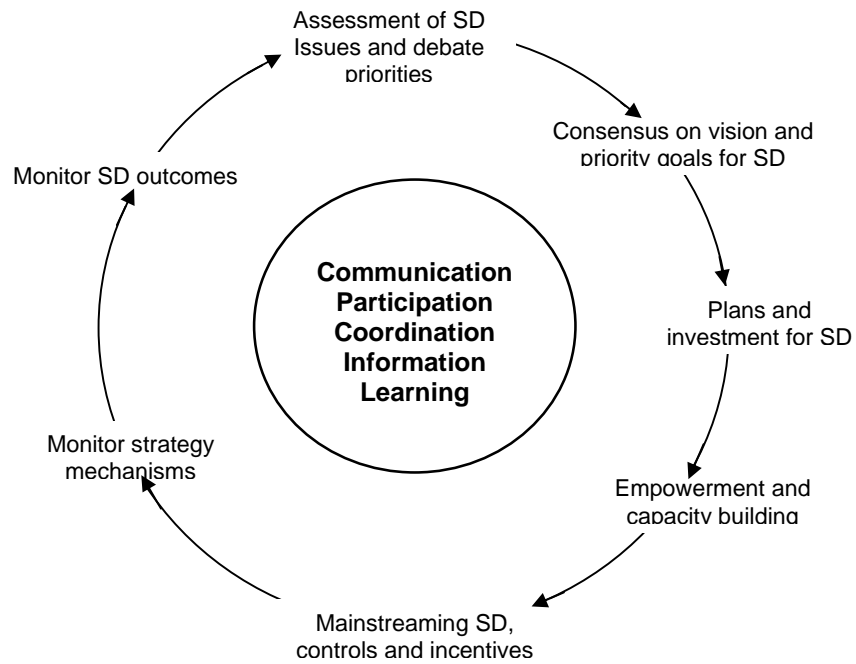 Assessment of SD
Issues and debate
priorities
Consensus on vision and
priority goals for SD
Plans and
investment for SD
Empowerment and
capacity building
Mainstreaming SD,
controls and incentives
Monitor strategy
mechanisms
Monitor SD outcomes
Communication
Participation
Coordination
Information
Learning